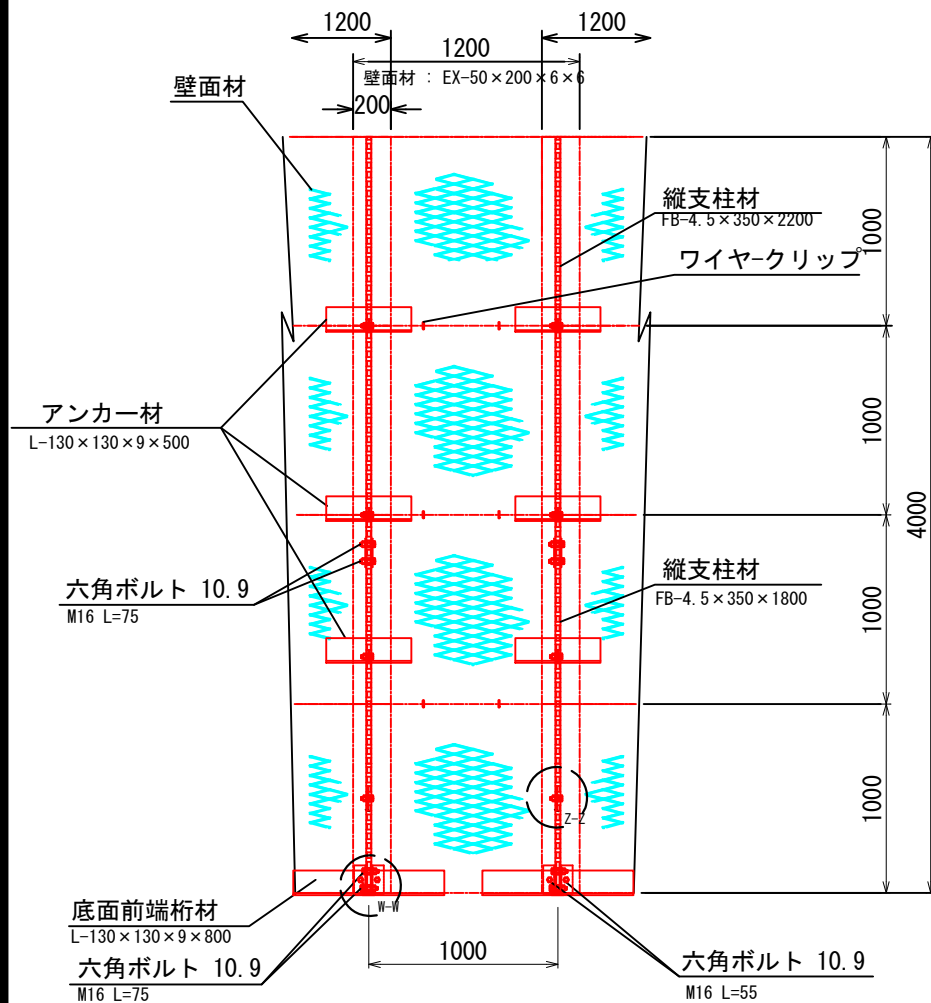 1200
1200
1200
壁面材 : EX-50×200×6×6
壁面材
200
縦支柱材
FB-4.5×350×2200
1000
ワイヤークリップ
アンカー材
L-130×130×9×500
1000
4000
六角ボルト 10.9
M16 L=75
縦支柱材
FB-4.5×350×1800
1000
1000
Z-Z
W-W
底面前端桁材
L-130×130×9×800
1000
六角ボルト 10.9
M16 L=75
六角ボルト 10.9
M16 L=55